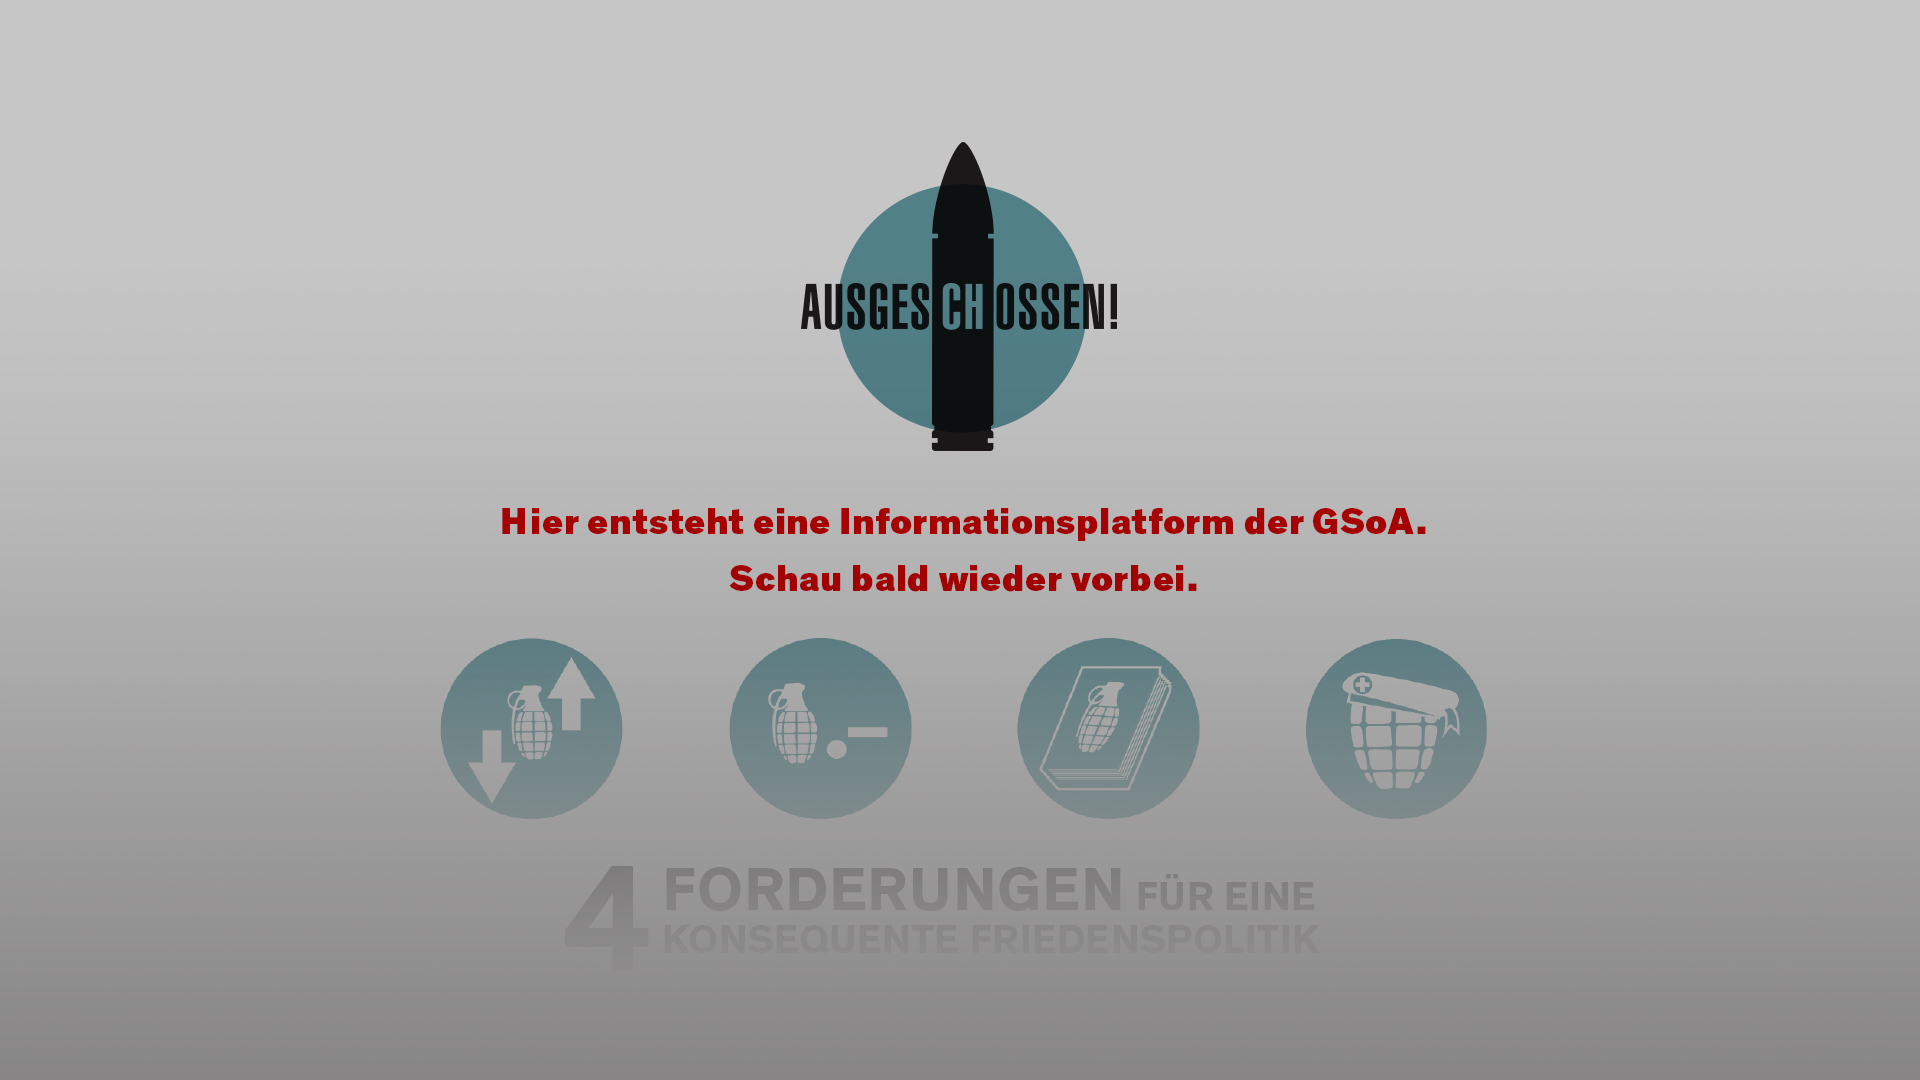 AUSGESCHOSSEN!
Hier entsteht eine Informationsplatform der GSoA.
Schau bald wieder vorbei.
4 FORDERUNGEN FÜR EINE
KONSEQUENTE FRIEDENSPOLITIK